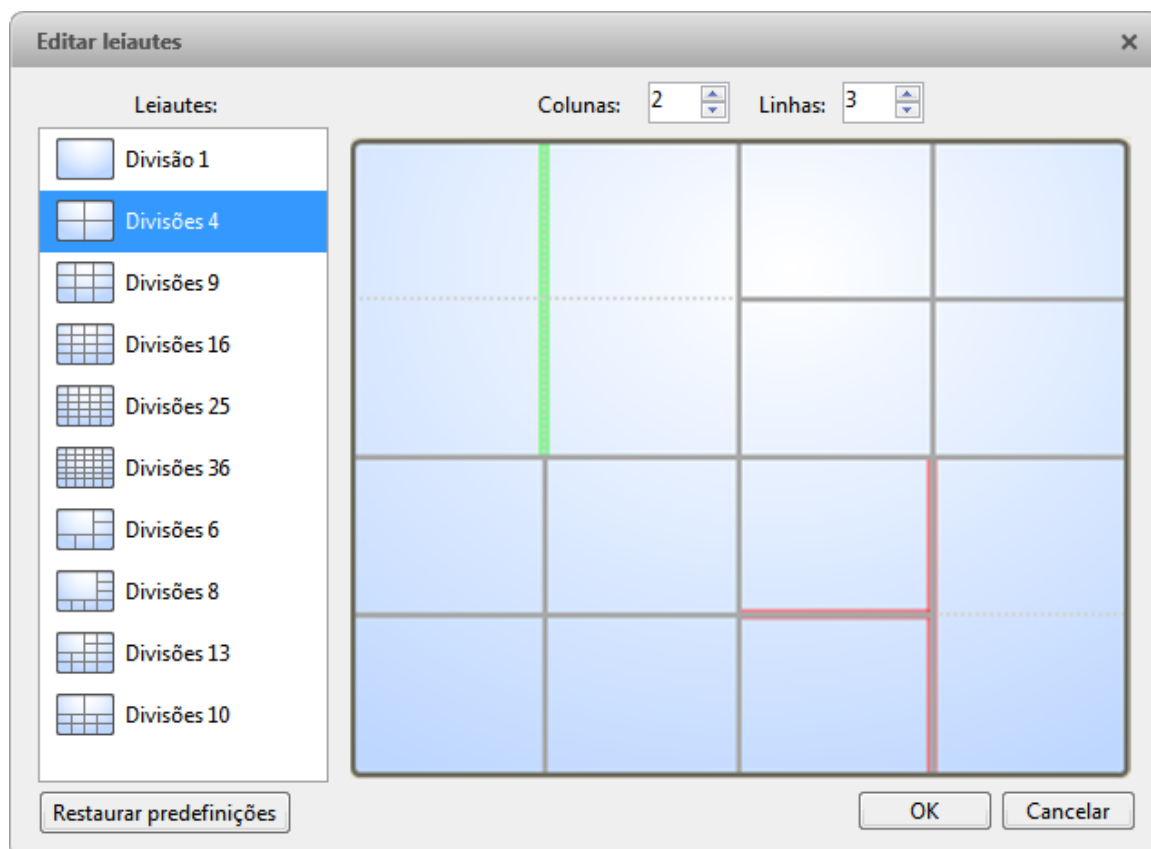 Editar leiautes
Leiautes:
Colunas: 2 Linhas: 3
Divisão 1
Divisões 4
Divisões 9
Divisões 16
Divisões 25
Divisões 36
Divisões 6
Divisões 8
Divisões 13
Divisões 10
Restaurar predefinições
OK
Cancelar